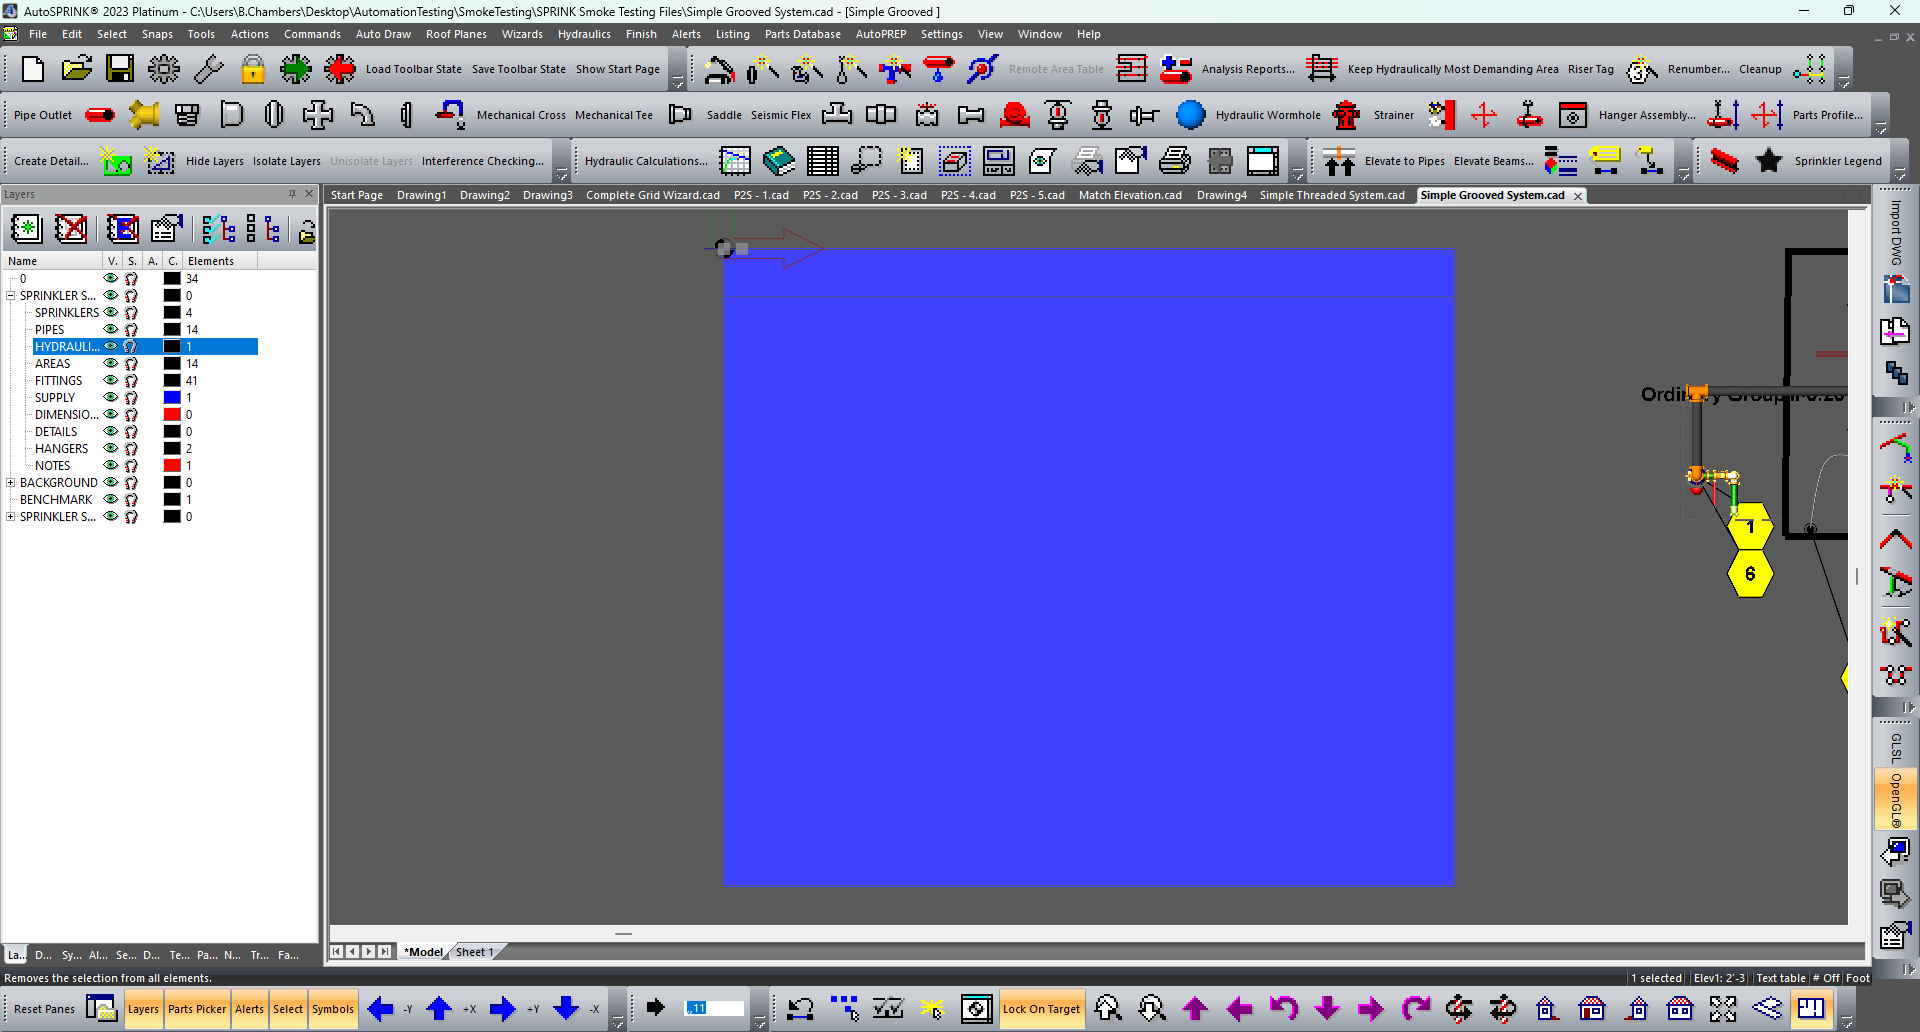 AutoSPRINK® 2023 Platinum - C:\Users\B.Chambers\Desktop\AutomationTesting\SmokeTesting\SPRINK Smoke Testing Files\Simple Grooved System.cad - [Simple Grooved ]
File Edit Select Snaps Tools Actions Commands Auto Draw Roof Planes Wizards Hydraulics Finish Alerts Listing Parts Database AutoPREP Settings View Window Help
Load Toolbar State Save Toolbar State Show Start Page Remote Area Table Analysis Reports... Keep Hydraulically Most Demanding Area Riser Tag Renumber... Cleanup
Pipe Outlet Mechanical Cross Mechanical Tee Saddle Seismic Flex Hydraulic Wormhole Strainer Hanger Assembly... Parts Profile...
Create Detail... Hide Layers Isolate Layers Unisolate Layers Interference Checking... Hydraulic Calculations... Elevate to Pipes Elevate Beams... Sprinkler Legend
Layers
Start Page Drawing1 Drawing2 Drawing3 Complete Grid Wizard.cad P2S - 1.cad P2S - 2.cad P2S - 3.cad P2S - 4.cad P2S - 5.cad Match Elevation.cad Drawing4 Simple Threaded System.cad Simple Grooved System.cad
Name V. S. A. C. Elements
0 34
SPRINKLER S... 0
SPRINKLERS 4
PIPES 14
HYDRAULI... 1
AREAS 14
FITTINGS 41
SUPPLY 1
DIMENSIO... 0
DETAILS 0
HANGERS 2
NOTES 1
BACKGROUND 0
BENCHMARK 1
SPRINKLER S... 0
1
6
Import DWG
GLSL
OpenGL®
La... D... Sy... Al... Se... D... Te... Pa... N... Tr... Fa...
*Model Sheet 1
Removes the selection from all elements.
1 selected Elev1: 2'-3 Text table # Off Foot
Reset Panes Layers Parts Picker Alerts Select Symbols -Y +X +Y -X ,,11 Lock On Target